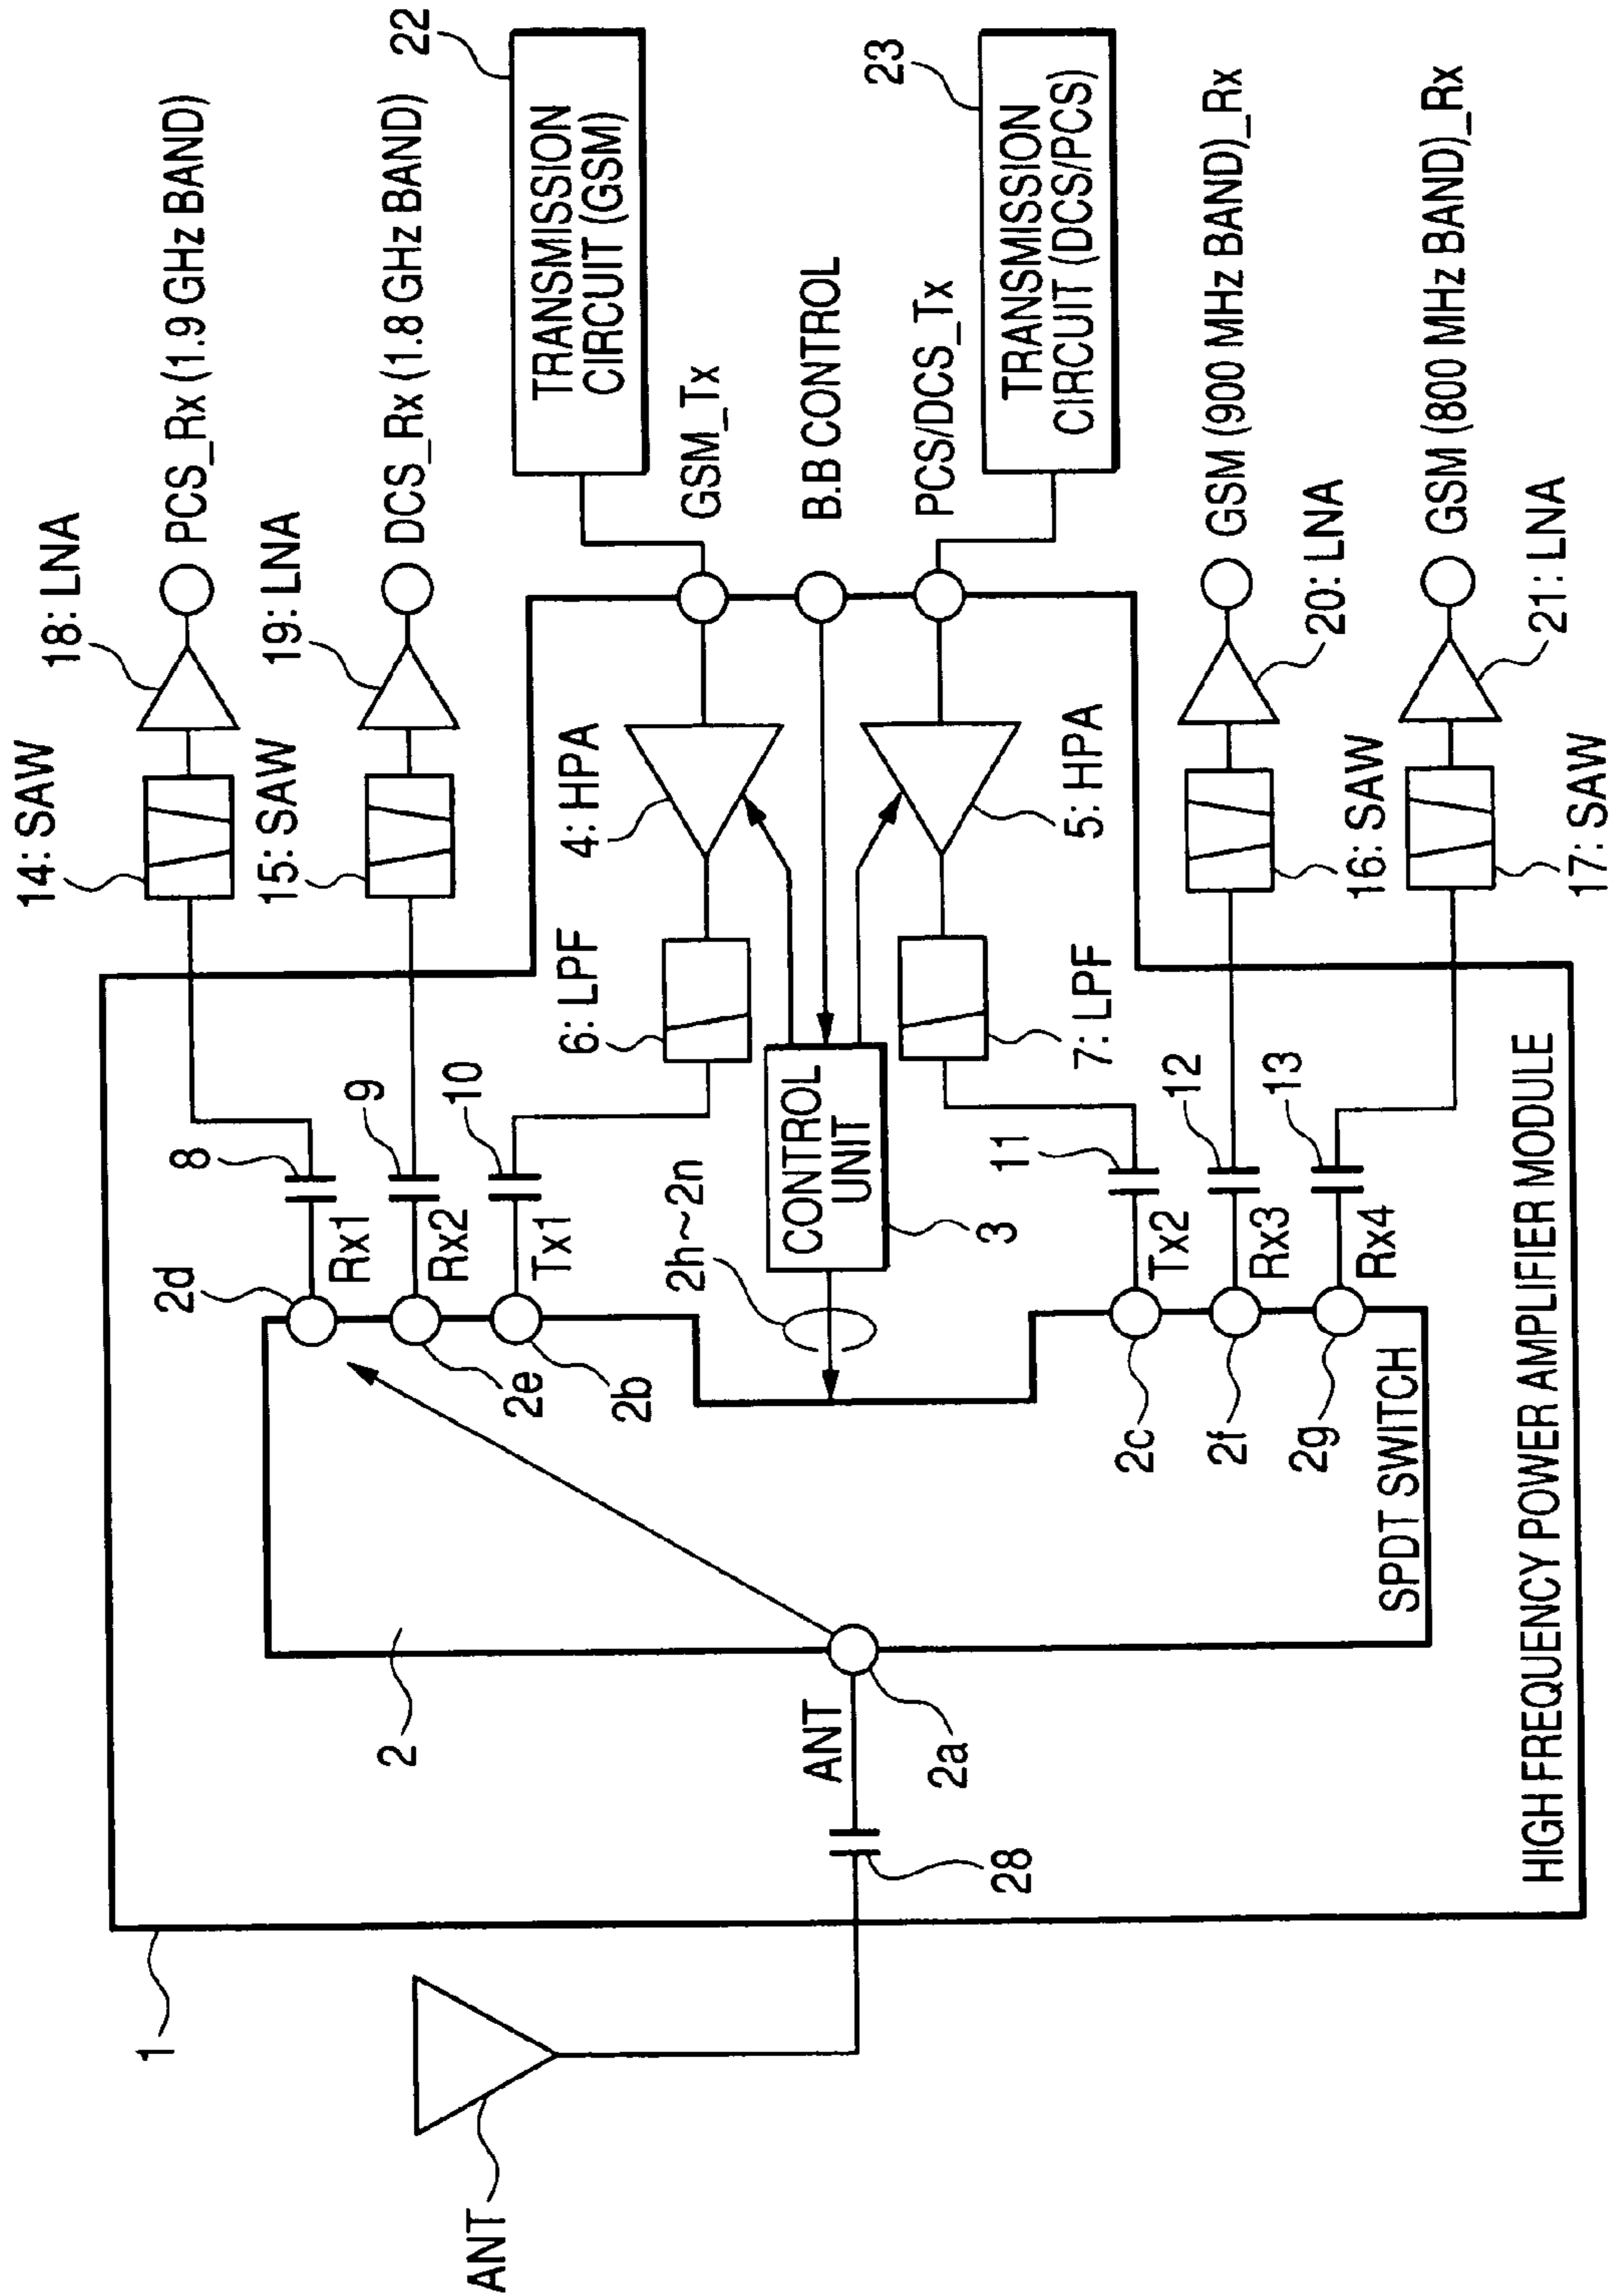 1
ANT
28
ANT
2a
2
SPDT SWITCH
HIGH FREQUENCY POWER AMPLIFIER MODULE
2d
Rx1
8
2e
Rx2
9
2b
Tx1
10
2h~2n
CONTROL
UNIT
3
2c
Tx2
11
2f
Rx3
12
2g
Rx4
13
6: LPF
4: HPA
7: LPF
5: HPA
14: SAW
18: LNA
PCS_Rx (1.9 GHz BAND)
15: SAW
19: LNA
DCS_Rx (1.8 GHz BAND)
22
TRANSMISSION
CIRCUIT (GSM)
GSM_Tx
B.B CONTROL
PCS/DCS_Tx
23
TRANSMISSION
CIRCUIT (DCS/PCS)
16: SAW
20: LNA
GSM (900 MHz BAND)_Rx
17: SAW
21: LNA
GSM (800 MHz BAND)_Rx